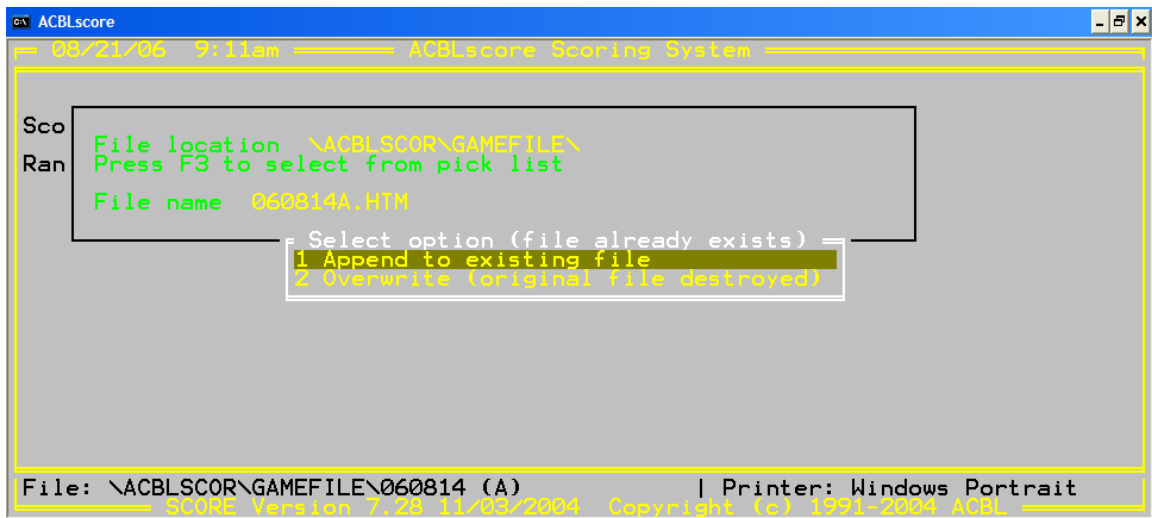 ACBLscore
08/21/06 9:11am ACBLscore Scoring System
Sco
File location \ACBLSCOR\GAMEFILE\
Ran Press F3 to select from pick list
File name 060814A.HTM
Select option (file already exists)
1 Append to existing file
2 Overwrite (original file destroyed)
File: \ACBLSCOR\GAMEFILE\060814 (A) | Printer: Windows Portrait
SCORE Version 7.28 11/03/2004 Copyright (c) 1991-2004 ACBL